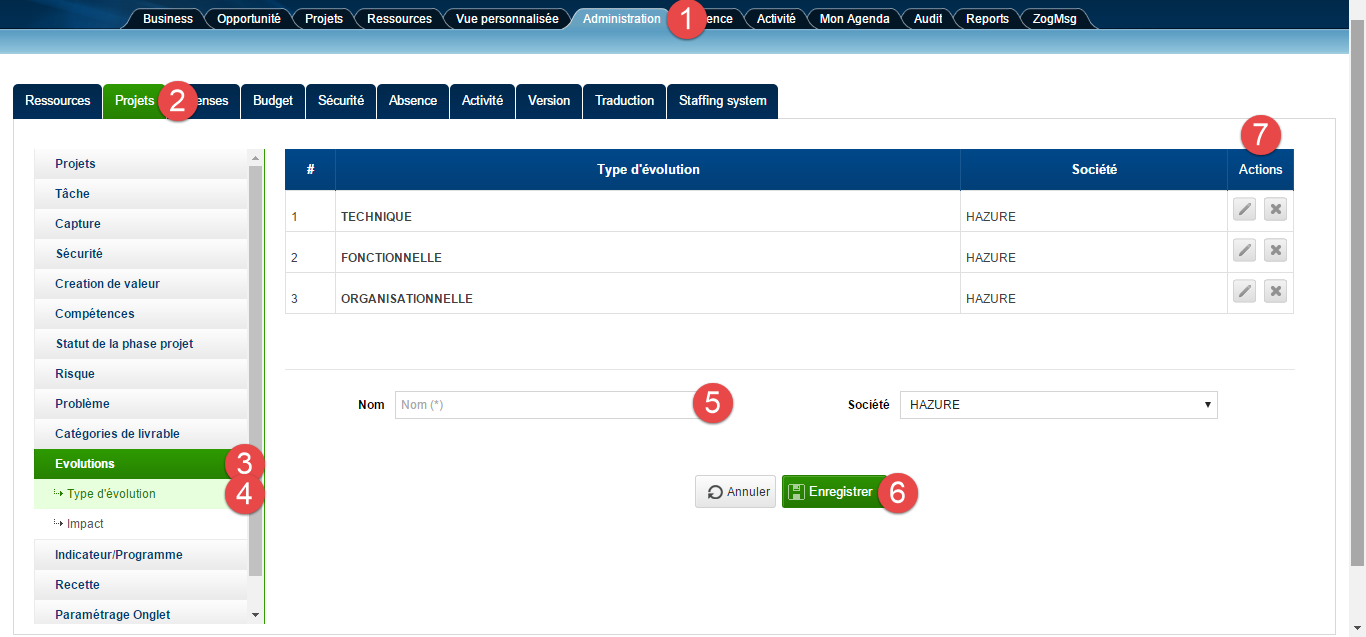 Business Opportunité Projets Ressources Vue personnalisée Administration 1 ence Activité Mon Agenda Audit Reports ZogMsg
Ressources Projets 2 enses Budget Sécurité Absence Activité Version Traduction Staffing system
7
Projets
Tâche
Capture
Sécurité
Creation de valeur
Compétences
Statut de la phase projet
Risque
Problème
Catégories de livrable
Evolutions 3
Type d'évolution 4
Impact
Indicateur/Programme
Recette
Paramétrage Onglet
# Type d'évolution Société Actions
1 TECHNIQUE HAZURE
2 FONCTIONNELLE HAZURE
3 ORGANISATIONNELLE HAZURE
Nom Nom (*) 5 Société HAZURE
Annuler Enregistrer 6